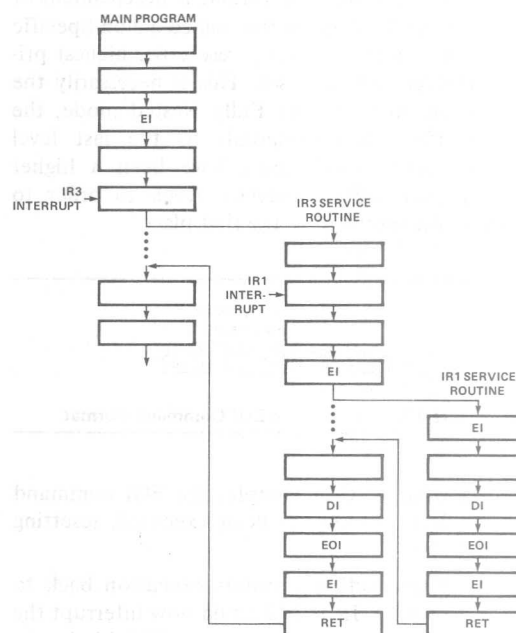 MAIN PROGRAM
EI
IR3
INTERRUPT
IR3 SERVICE
ROUTINE
IR1
INTER-
RUPT
EI
IR1 SERVICE
ROUTINE
EI
DI
EOI
EI
RET
DI
EOI
EI
RET